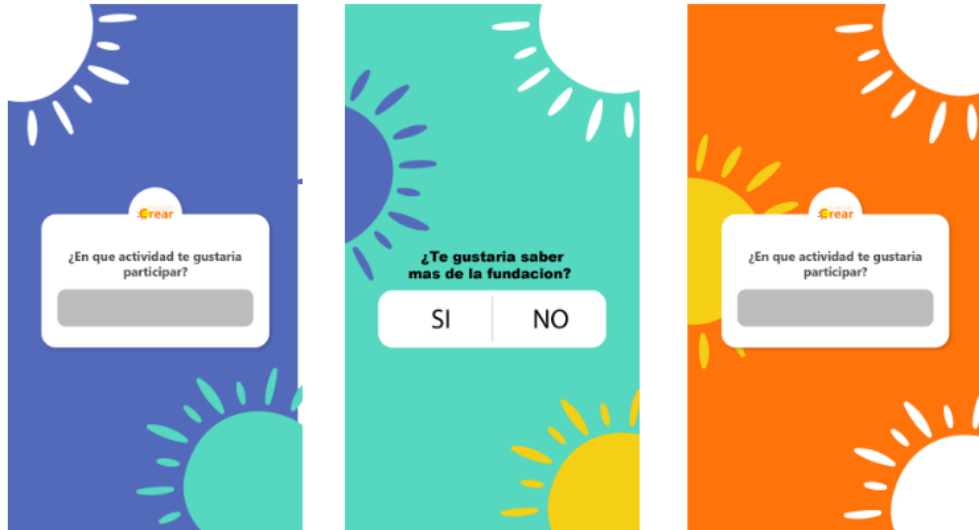 Crear
¿En que actividad te gustaria
participar?
¿Te gustaria saber
mas de la fundacion?
SI
NO
Crear
¿En que actividad te gustaria
participar?